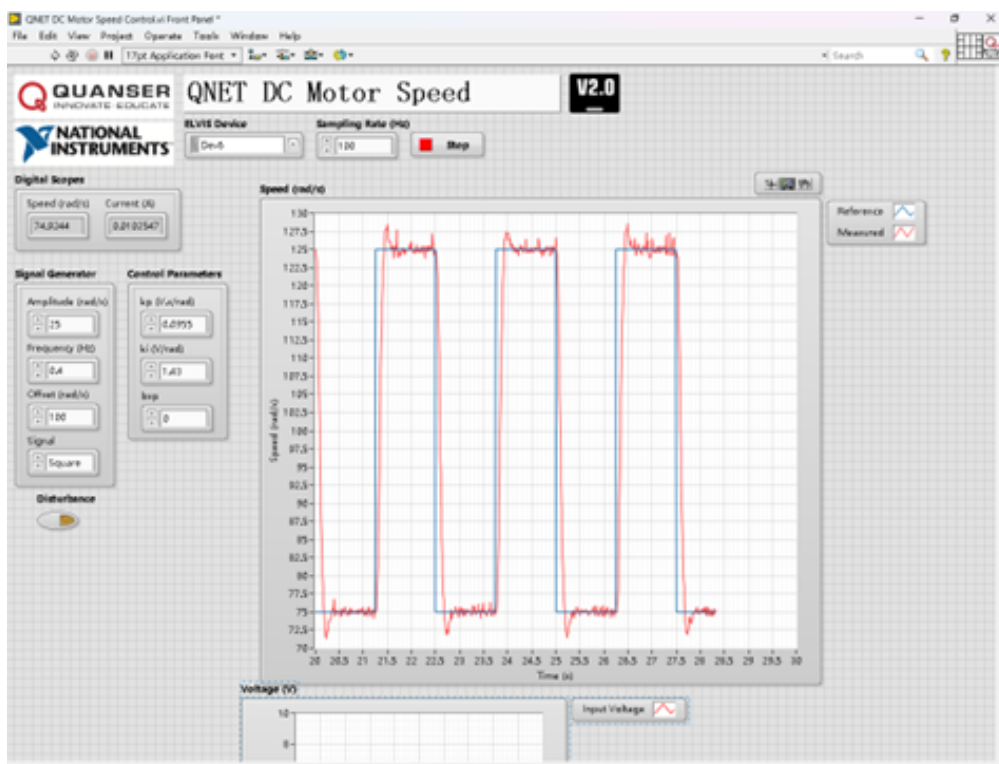 QNET DC Motor Speed Control.vi Front Panel *
File Edit View Project Operate Tools Window Help
17pt Application Font
Search
QUANSER
INNOVATE·EDUCATE
QNET DC Motor Speed
V2.0
NATIONAL
INSTRUMENTS
ELVIS Device
Dev6
Sampling Rate (Hz)
100
Stop
Digital Scopes
Speed (rad/s) Current (A)
74.0244 0.0102547
Speed (rad/s)
Reference
Measured
Signal Generator
Amplitude (rad/s)
25
Frequency (Hz)
0.4
Offset (rad/s)
100
Signal
Square
Control Parameters
kp (V.s/rad)
0.0955
ki (V/rad)
1.43
bsp
0
Disturbance
Speed (rad/s)
130
127.5
125
122.5
120
117.5
115
112.5
110
107.5
105
102.5
100
97.5
95
92.5
90
87.5
85
82.5
80
77.5
75
72.5
70
20 20.5 21 21.5 22 22.5 23 23.5 24 24.5 25 25.5 26 26.5 27 27.5 28 28.5 29 29.5 30
Time (s)
Voltage (V)
10
8
Input Voltage